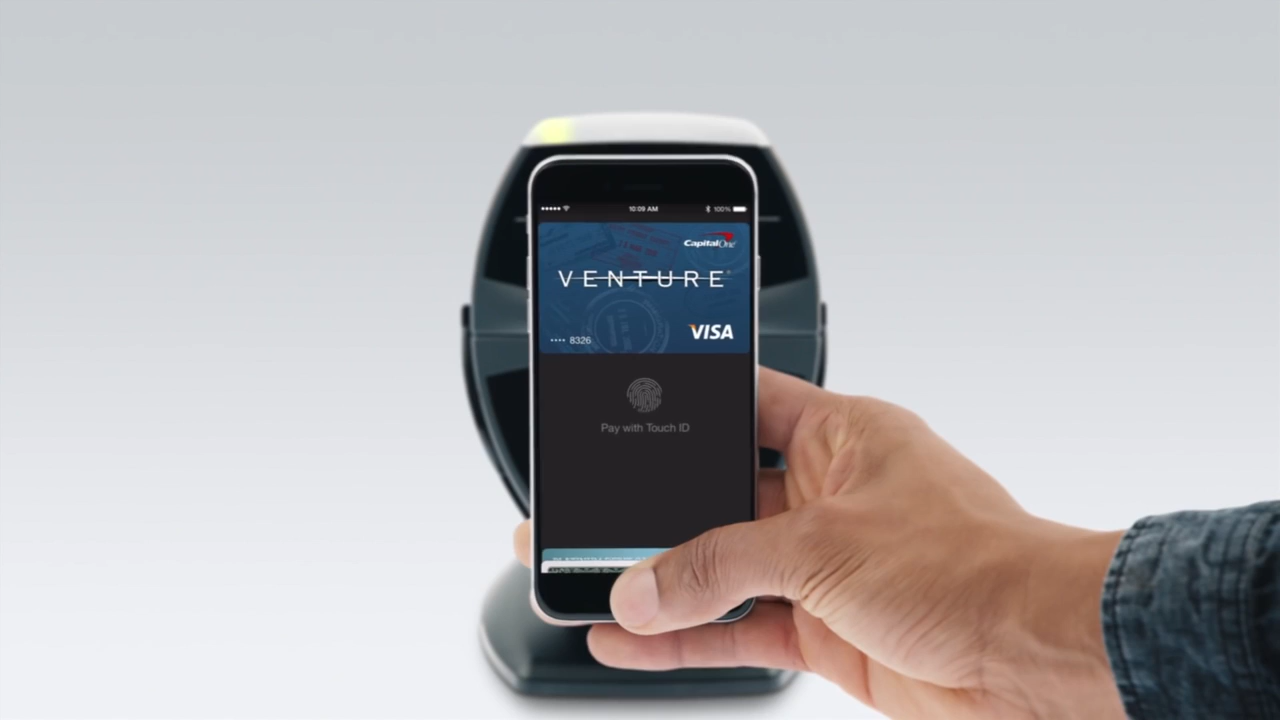 10:09 AM
100%
Capital One
VENTURE®
VISA
•••• 8326
Pay with Touch ID